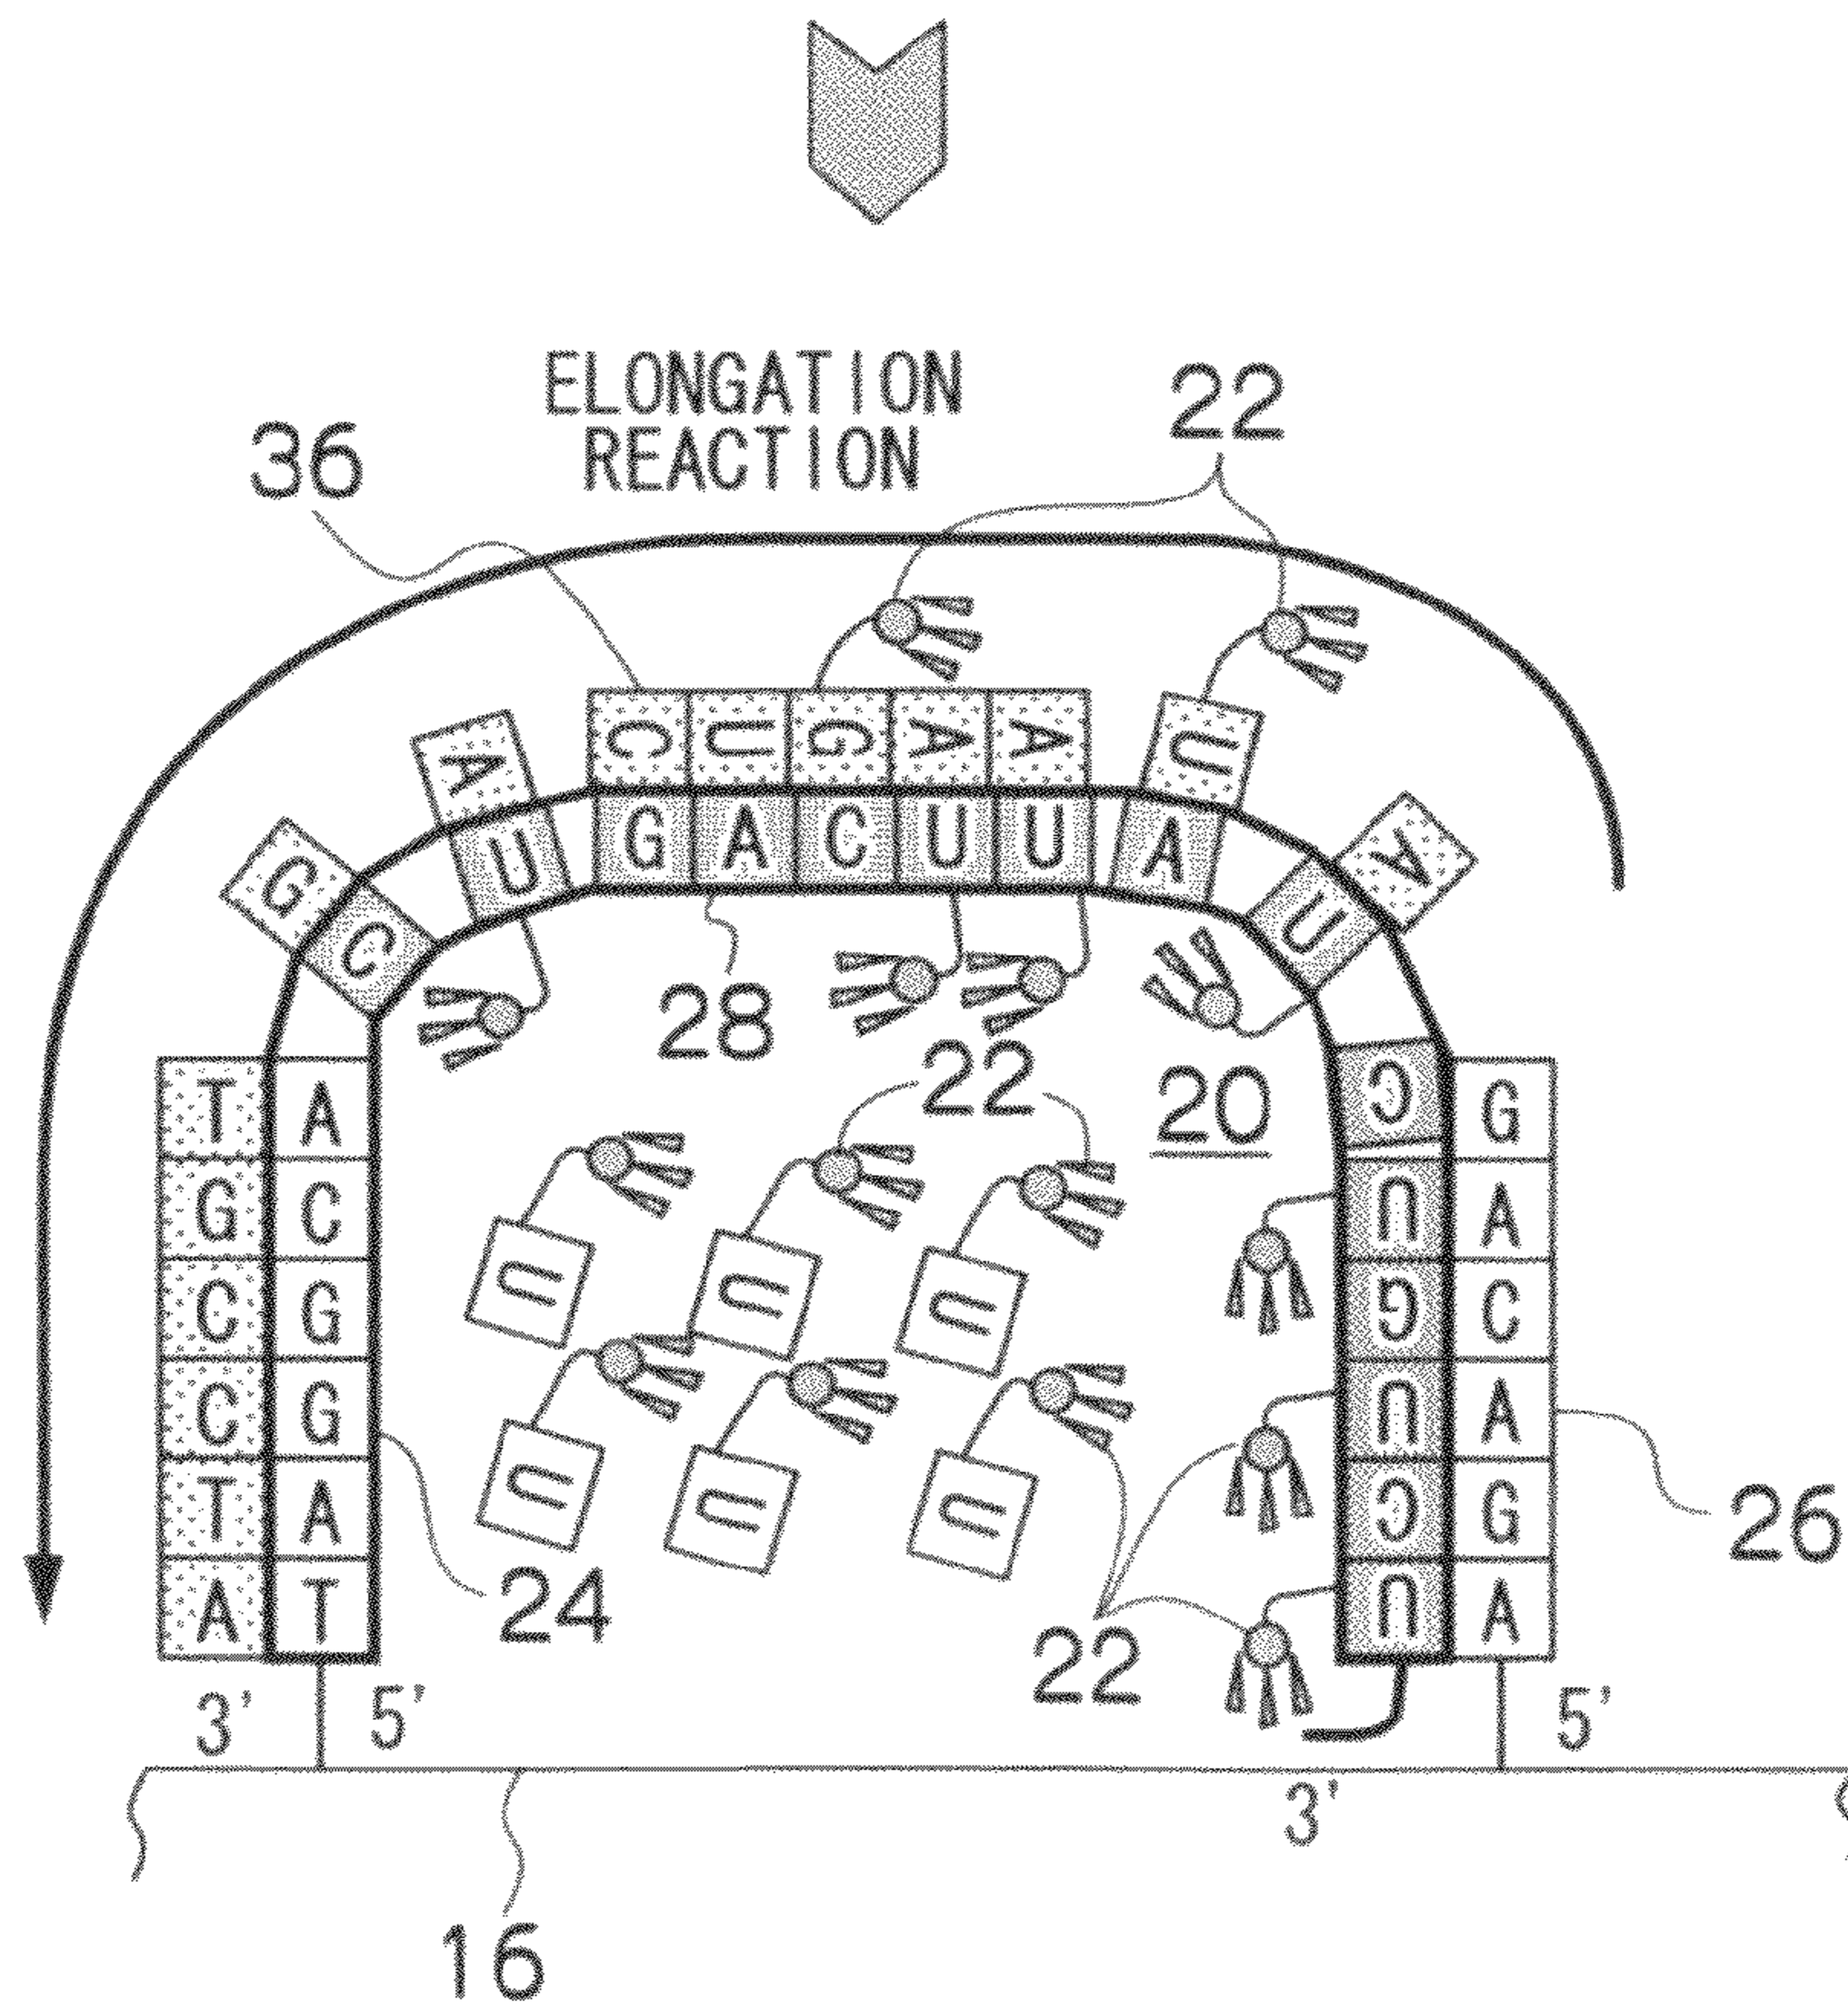 ELONGATION
REACTION
22
36
C U G A A
A U
G A
G A C U U
U A
C U
28
22
20
T A C G
G C U A
C G G C
C G U A
T A C G
A T U A
U U U
U U U
24
22
26
3' 5'
5'
3'
16